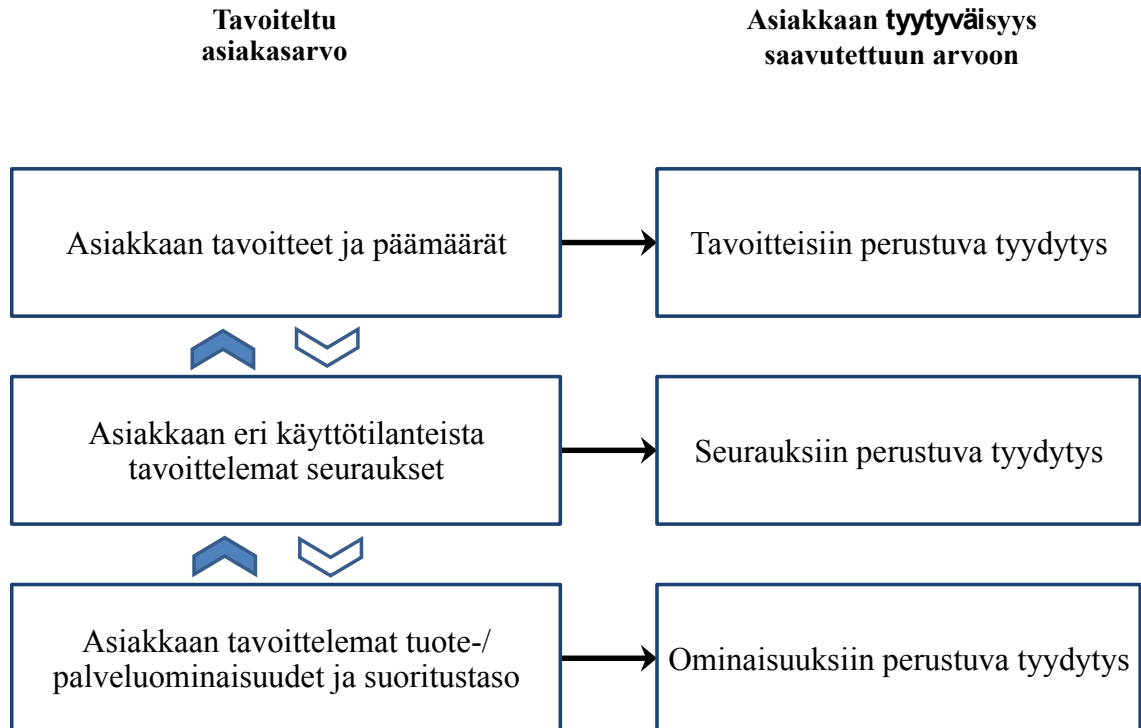 Tavoiteltu
asiakasarvo
Asiakkaan tyytyväisyys
saavutettuun arvoon
Asiakkaan tavoitteet ja päämäärät
Tavoitteisiin perustuva tyydytys
Asiakkaan eri käyttötilanteista
tavoittelemat seuraukset
Seurauksiin perustuva tyydytys
Asiakkaan tavoittelemat tuote-/
palveluominaisuudet ja suoritustaso
Ominaisuuksiin perustuva tyydytys